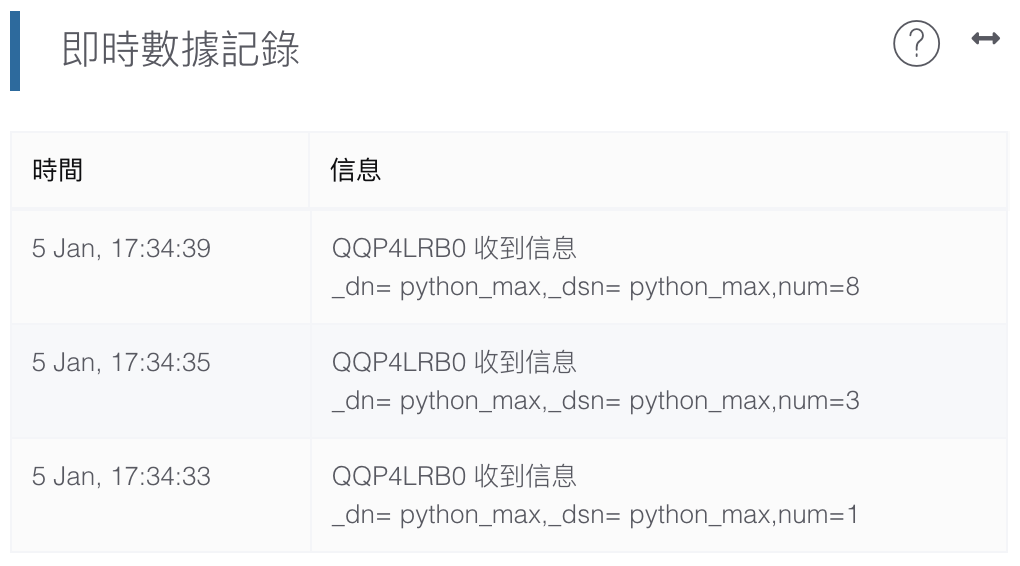 即時數據記錄
?
時間 信息
5 Jan, 17:34:39 QQP4LRB0 收到信息
_dn= python_max,_dsn= python_max,num=8
5 Jan, 17:34:35 QQP4LRB0 收到信息
_dn= python_max,_dsn= python_max,num=3
5 Jan, 17:34:33 QQP4LRB0 收到信息
_dn= python_max,_dsn= python_max,num=1